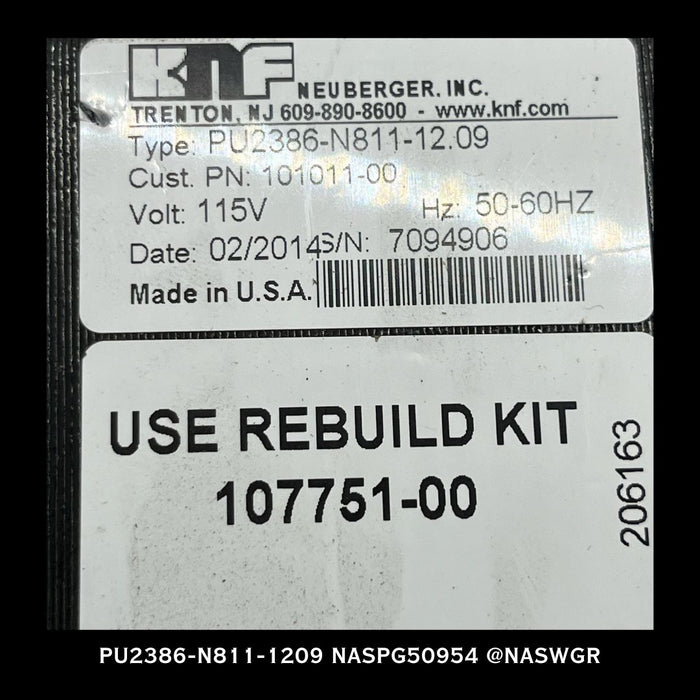 KNF NEUBERGER. INC.
TRENTON, NJ 609-890-8600 - www.knf.com
Type: PU2386-N811-12.09
Cust. PN: 101011-00
Volt: 115V Hz: 50-60HZ
Date: 02/2014 S/N: 7094906
Made in U.S.A.
USE REBUILD KIT
107751-00
206163
PU2386-N811-1209 NASPG50954 @NASWGR